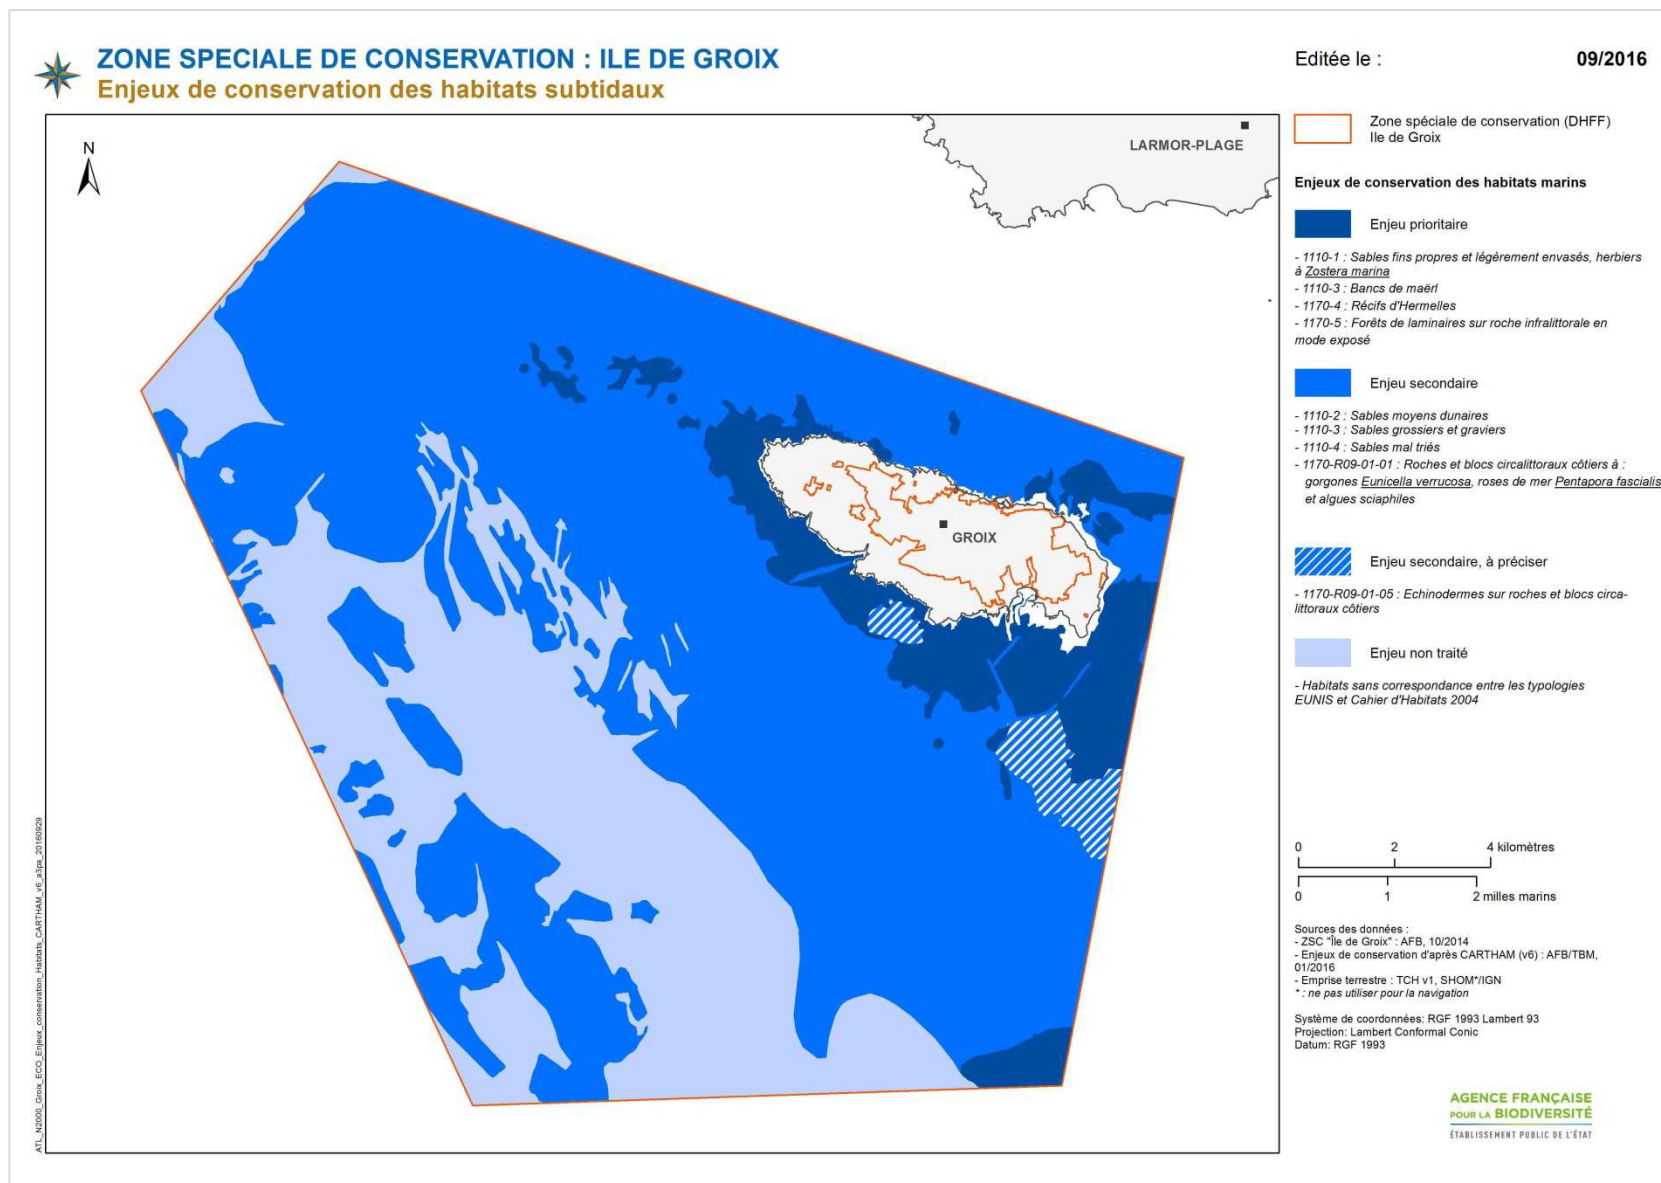 ZONE SPECIALE DE CONSERVATION : ILE DE GROIX
Enjeux de conservation des habitats subtidaux
Editée le : 09/2016
N
LARMOR-PLAGE
GROIX
Zone spéciale de conservation (DHFF)
Ile de Groix
Enjeux de conservation des habitats marins
Enjeu prioritaire
- 1110-1 : Sables fins propres et légèrement envasés, herbiers
à Zostera marina
- 1110-3 : Bancs de maërl
- 1170-4 : Récifs d'Hermelles
- 1170-5 : Forêts de laminaires sur roche infralittorale en
mode exposé
Enjeu secondaire
- 1110-2 : Sables moyens dunaires
- 1110-3 : Sables grossiers et graviers
- 1110-4 : Sables mal triés
- 1170-R09-01-01 : Roches et blocs circalittoraux côtiers à :
gorgones Eunicella verrucosa, roses de mer Pentapora fascialis
et algues sciaphiles
Enjeu secondaire, à préciser
- 1170-R09-01-05 : Echinodermes sur roches et blocs circa-
littoraux côtiers
Enjeu non traité
- Habitats sans correspondance entre les typologies
EUNIS et Cahier d'Habitats 2004
0 2 4 kilomètres
0 1 2 milles marins
Sources des données :
- ZSC "Île de Groix" : AFB, 10/2014
- Enjeux de conservation d'après CARTHAM (v6) : AFB/TBM,
01/2016
- Emprise terrestre : TCH v1, SHOM*/IGN
* : ne pas utiliser pour la navigation
Système de coordonnées: RGF 1993 Lambert 93
Projection: Lambert Conformal Conic
Datum: RGF 1993
AGENCE FRANÇAISE
POUR LA BIODIVERSITÉ
ÉTABLISSEMENT PUBLIC DE L'ÉTAT
ATL_N2000_Groix_ECO_Enjeux_conservation_Habitats_CARTHAM_v6_a3pa_20160929